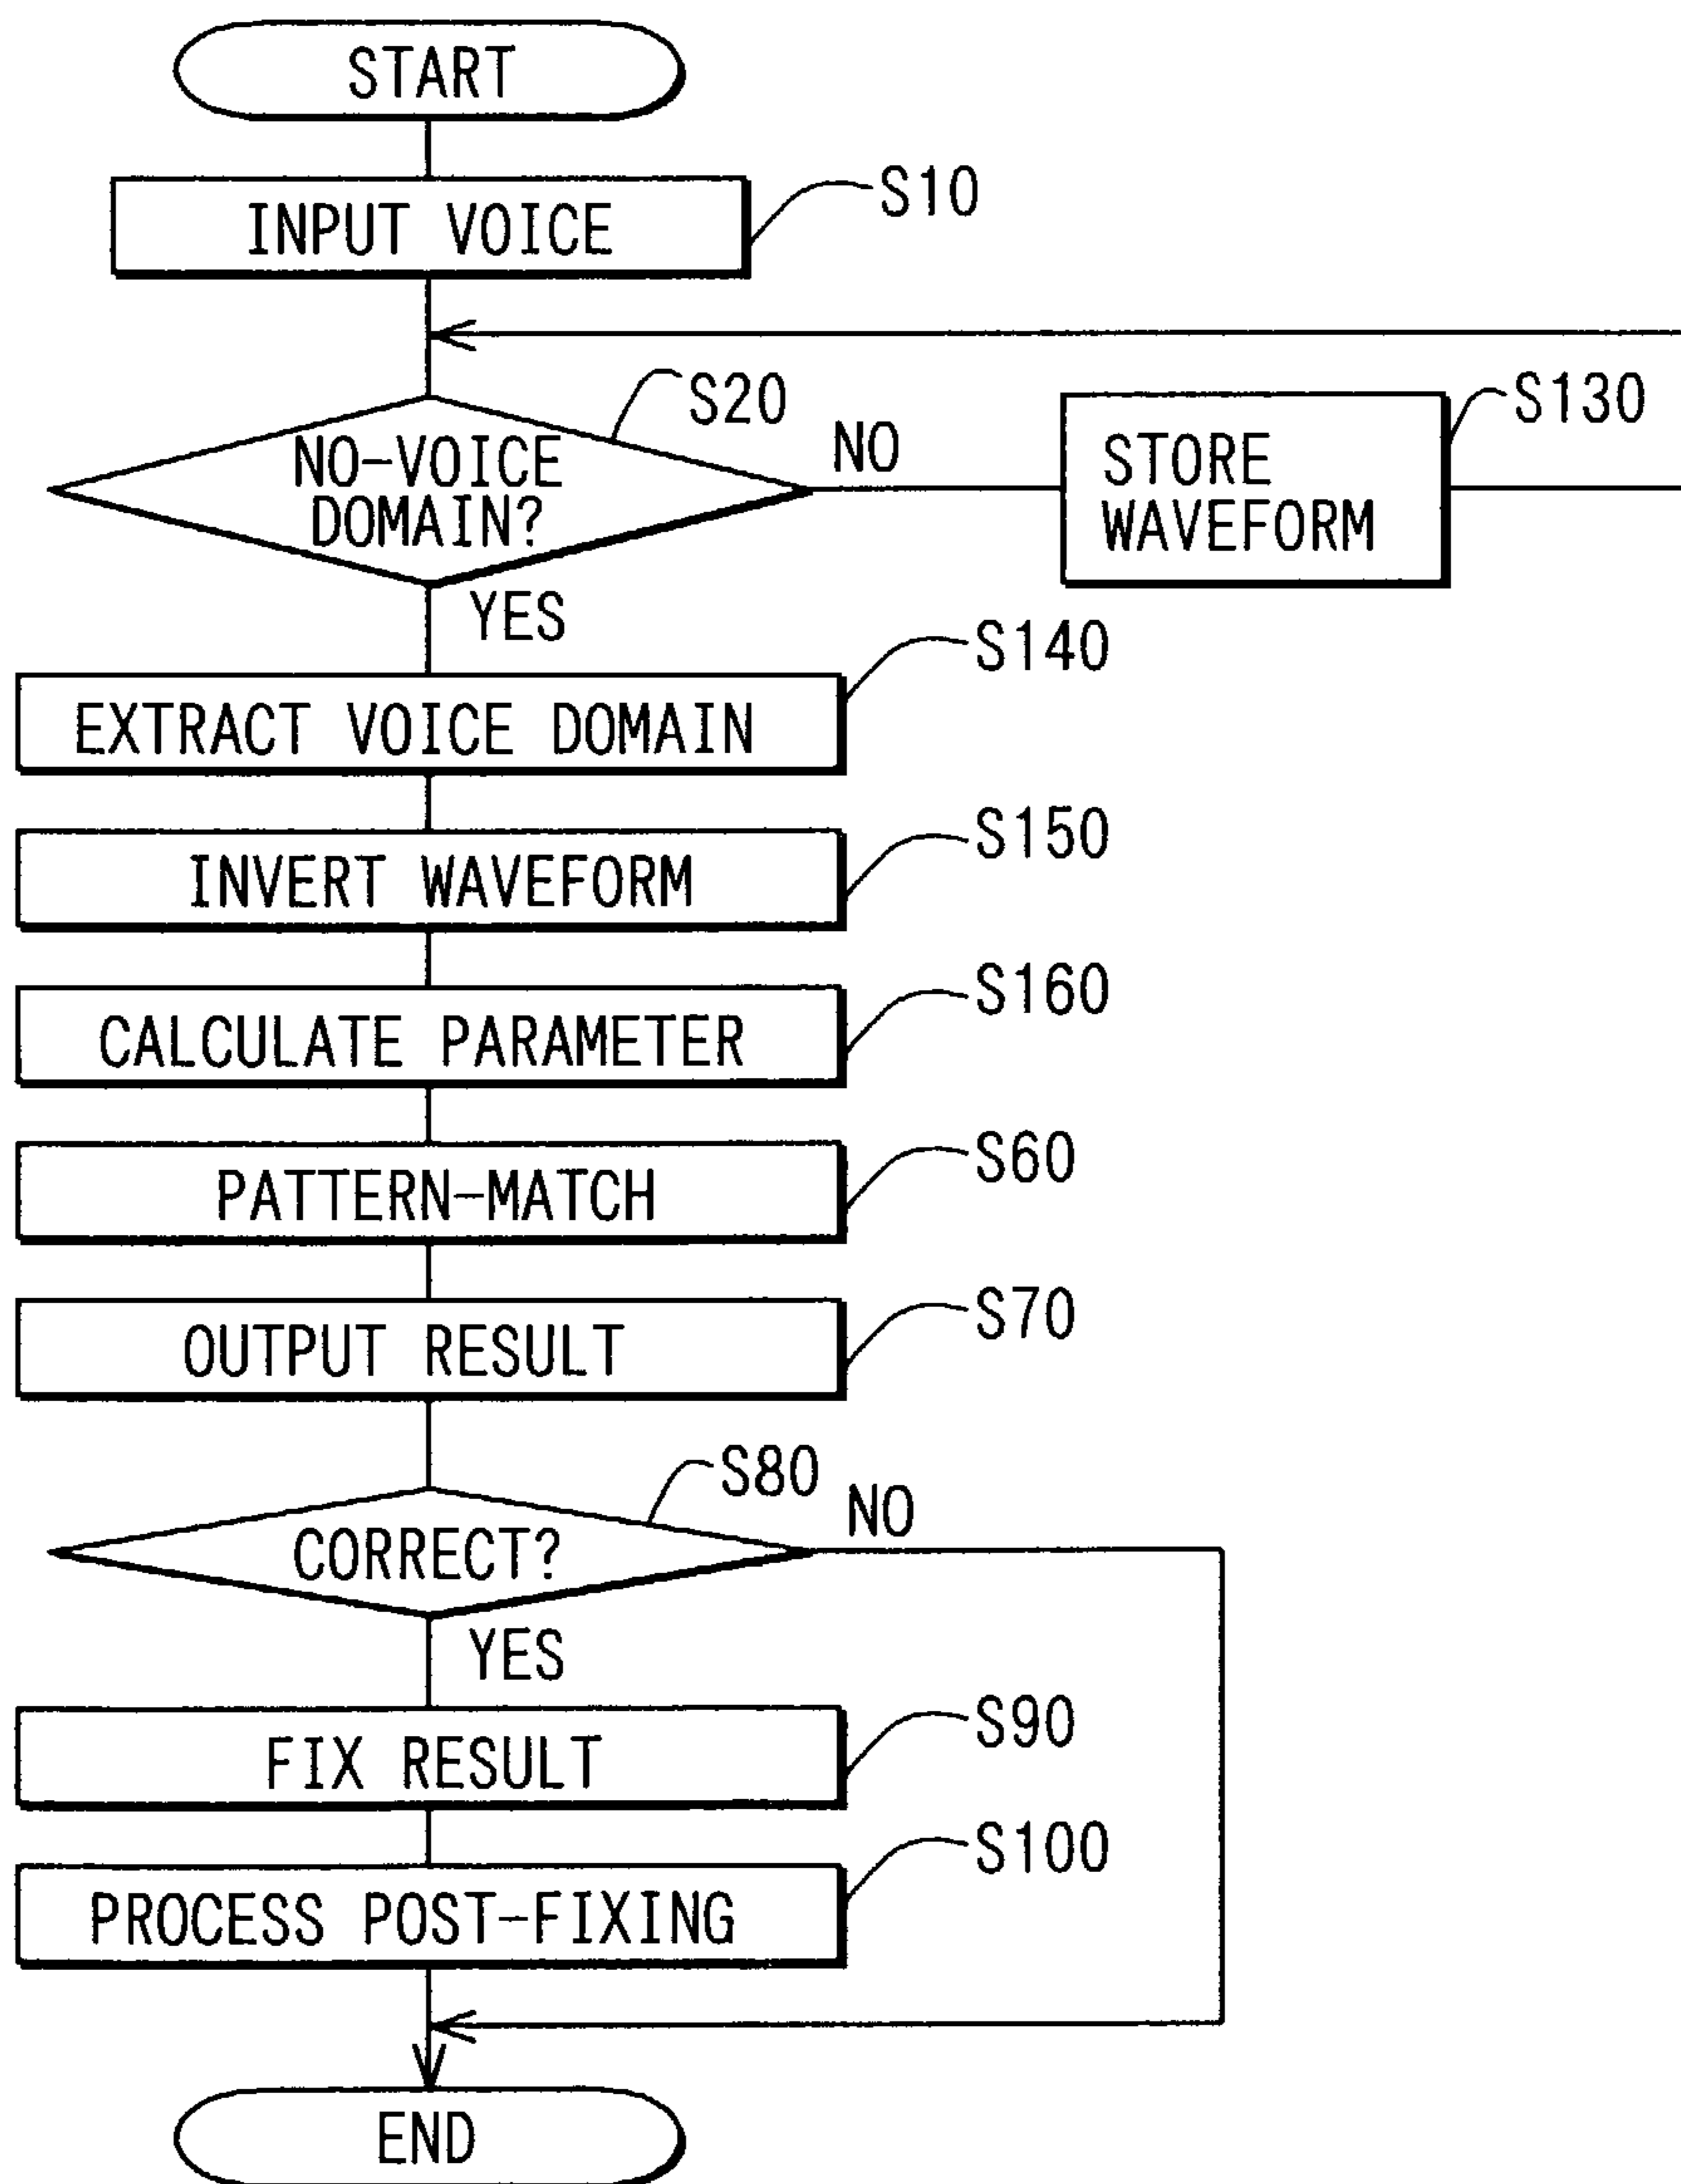 START
INPUT VOICE
S10
NO-VOICE
DOMAIN?
S20
NO
STORE
WAVEFORM
S130
YES
EXTRACT VOICE DOMAIN
S140
INVERT WAVEFORM
S150
CALCULATE PARAMETER
S160
PATTERN-MATCH
S60
OUTPUT RESULT
S70
CORRECT?
S80
NO
YES
FIX RESULT
S90
PROCESS POST-FIXING
S100
END